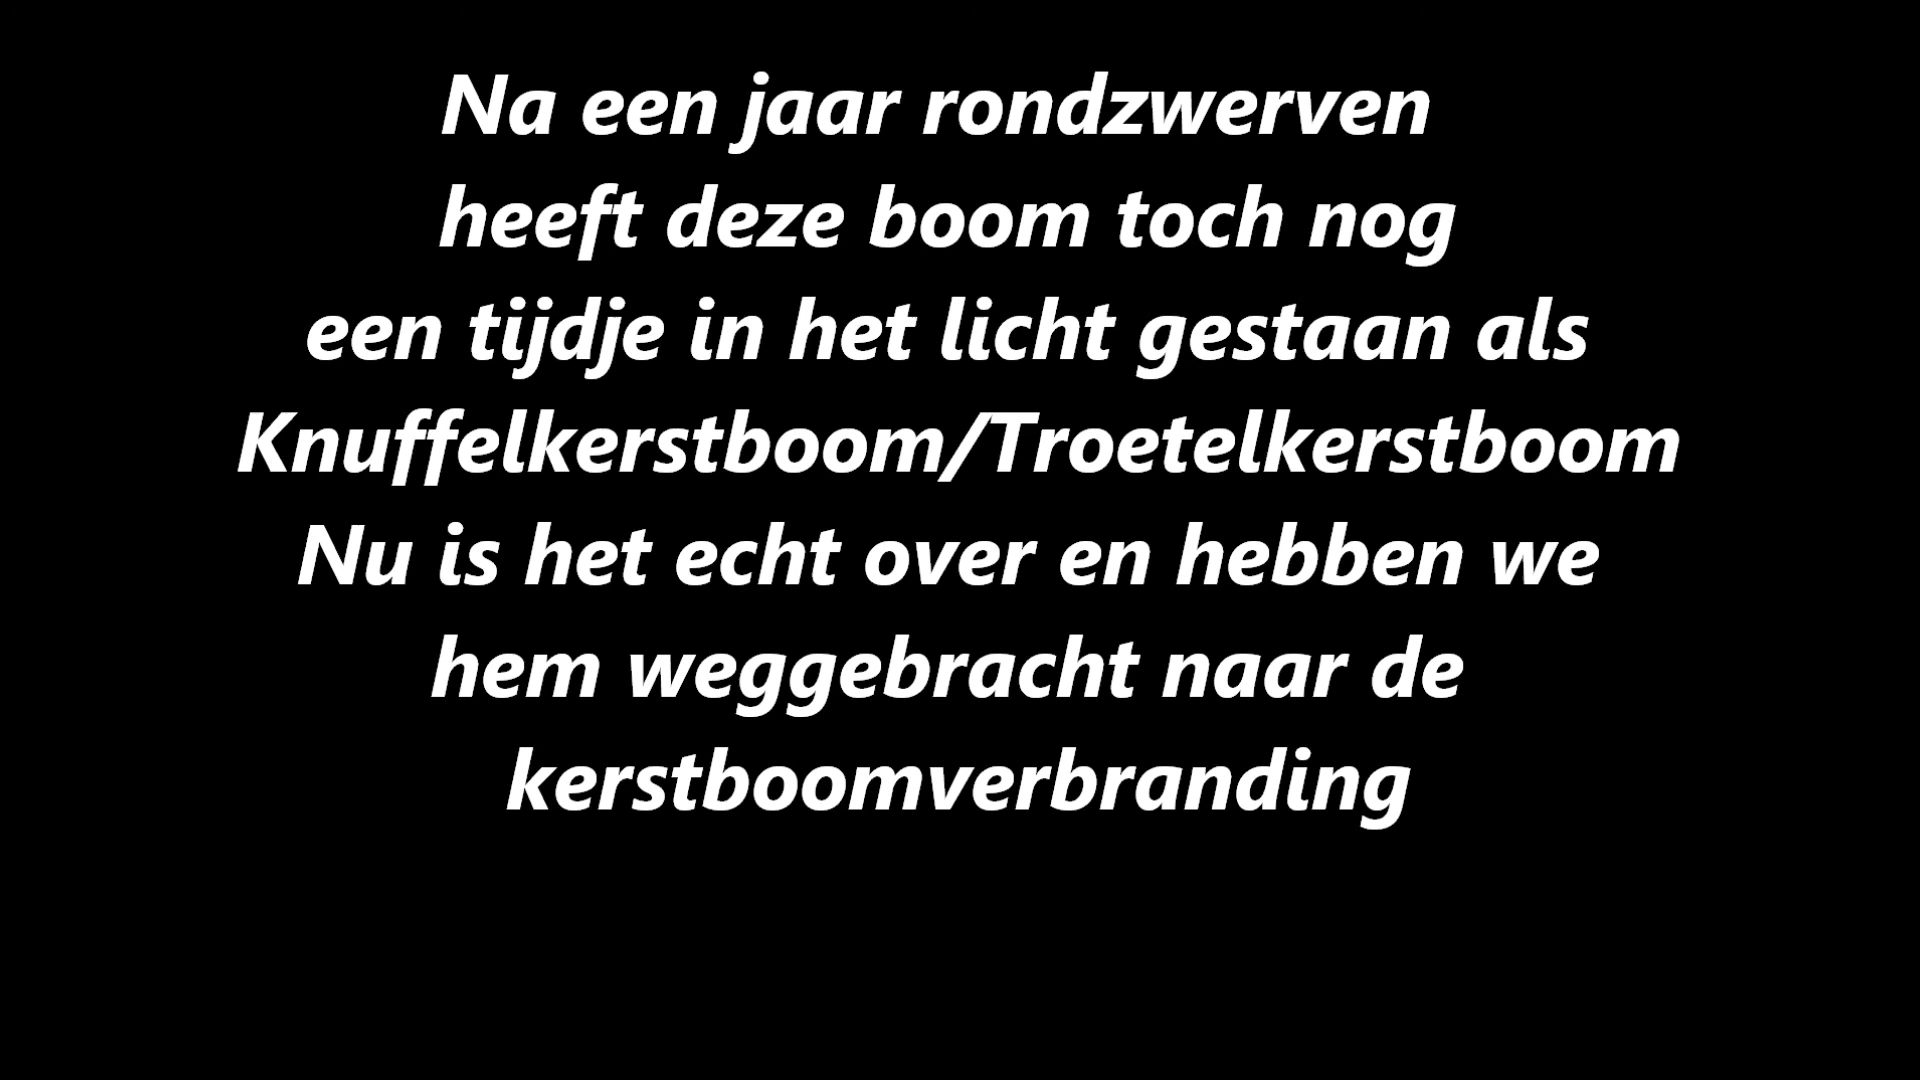 Na een jaar rondzwerven
heeft deze boom toch nog
een tijdje in het licht gestaan als
Knuffelkerstboom/Troetelkerstboom
Nu is het echt over en hebben we
hem weggebracht naar de
kerstboomverbranding